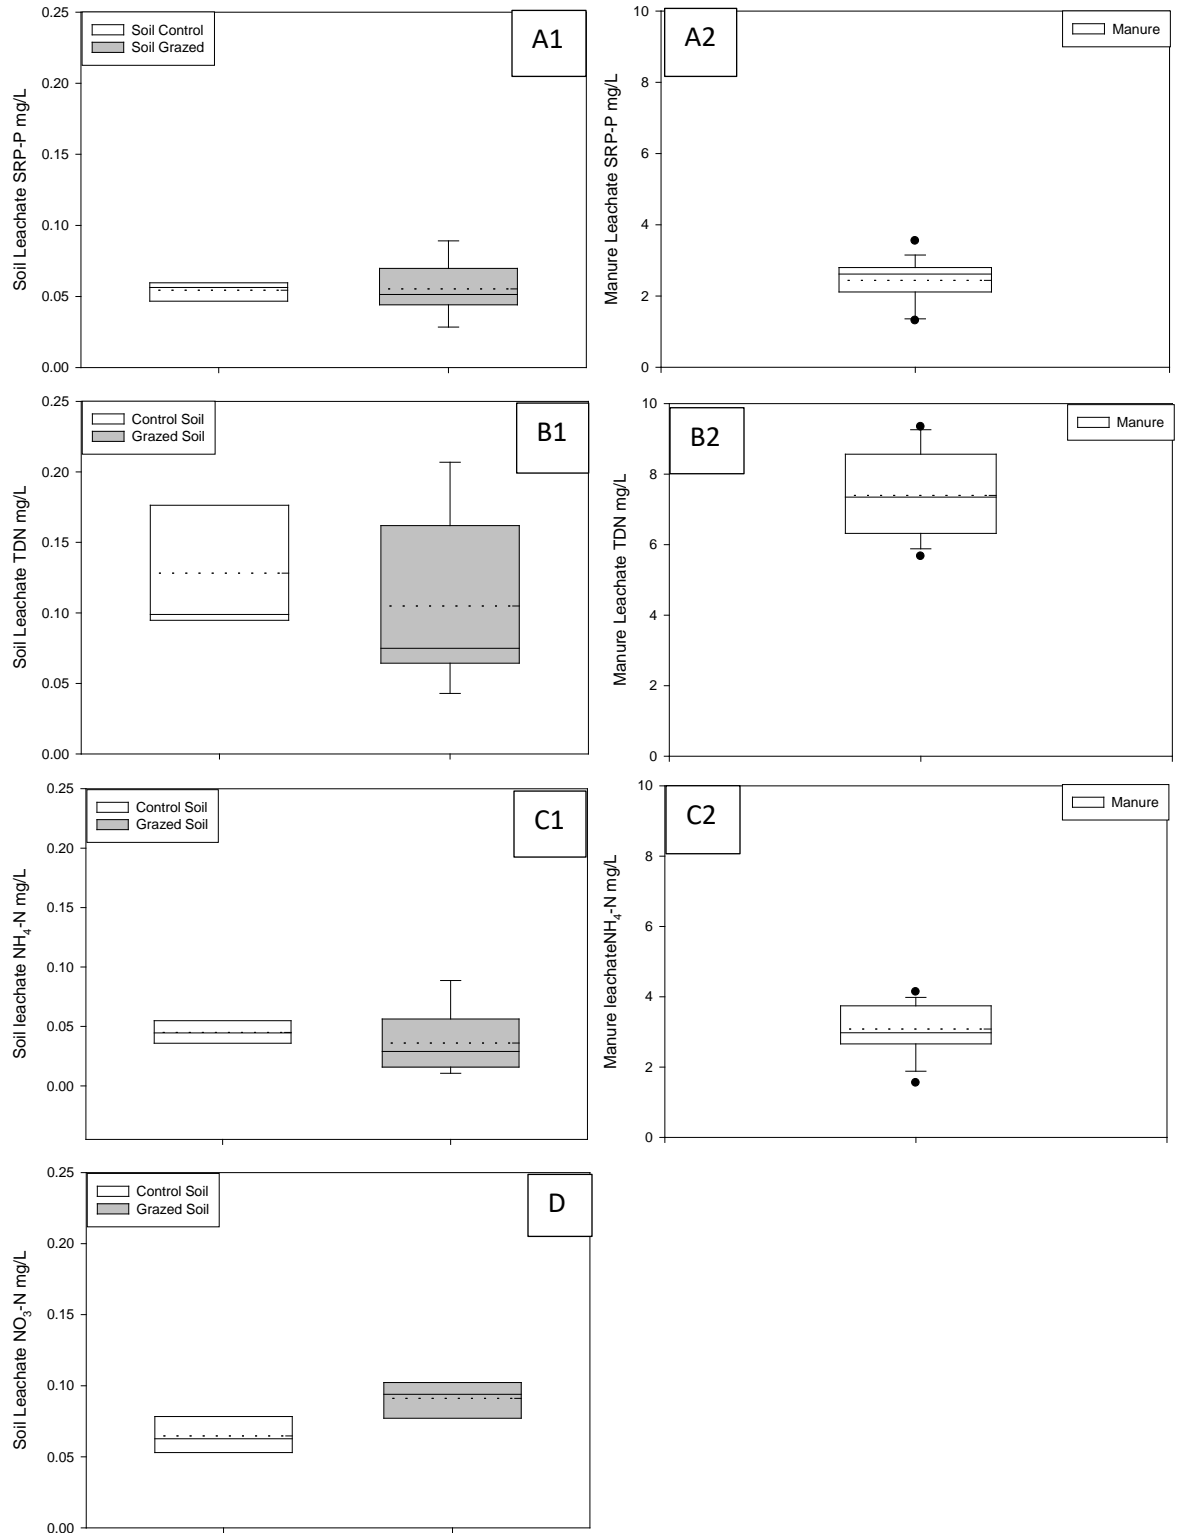 Soil Leachate SRP-P mg/L
0.25
0.20
0.15
0.10
0.05
0.00
Soil Control
Soil Grazed
A1
Manure Leachate SRP-P mg/L
10
8
6
4
2
0
A2
Manure
Soil Leachate TDN mg/L
0.25
0.20
0.15
0.10
0.05
0.00
Control Soil
Grazed Soil
B1
Manure Leachate TDN mg/L
10
8
6
4
2
0
B2
Manure
Soil leachate NH₄-N mg/L
0.25
0.20
0.15
0.10
0.05
0.00
Control Soil
Grazed Soil
C1
Manure leachateNH₄-N mg/L
10
8
6
4
2
0
C2
Manure
Soil Leachate NO₃-N mg/L
0.25
0.20
0.15
0.10
0.05
0.00
Control Soil
Grazed Soil
D